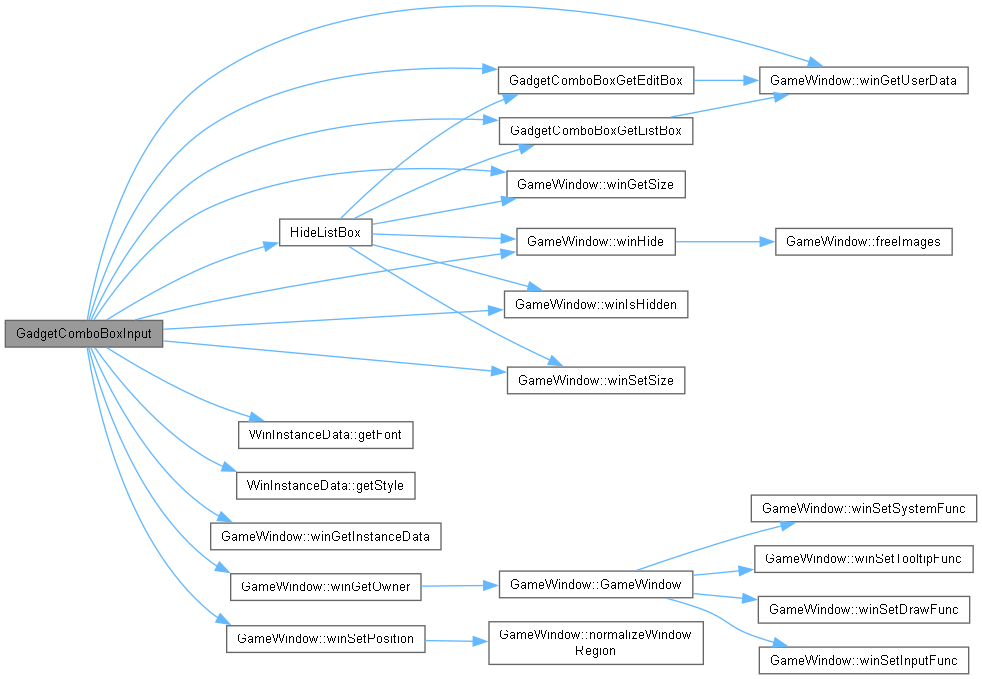 GadgetComboBoxGetEditBox
GameWindow::winGetUserData
GadgetComboBoxGetListBox
GameWindow::winGetSize
HideListBox
GameWindow::winHide
GameWindow::freeImages
GameWindow::winIsHidden
GadgetComboBoxInput
GameWindow::winSetSize
WinInstanceData::getFont
WinInstanceData::getStyle
GameWindow::winSetSystemFunc
GameWindow::winGetInstanceData
GameWindow::winSetTooltipFunc
GameWindow::winGetOwner
GameWindow::GameWindow
GameWindow::winSetDrawFunc
GameWindow::winSetPosition
GameWindow::normalizeWindow
Region
GameWindow::winSetInputFunc